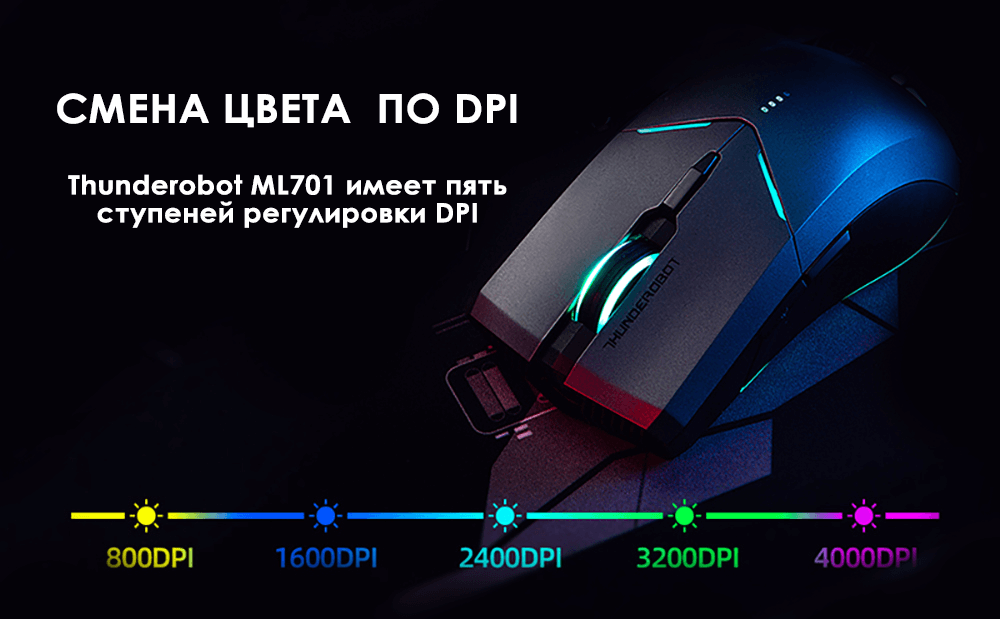 СМЕНА ЦВЕТА ПО DPI
Thunderobot ML701 имеет пять
ступеней регулировки DPI
THUNDEROBOT
800DPI 1600DPI 2400DPI 3200DPI 4000DPI